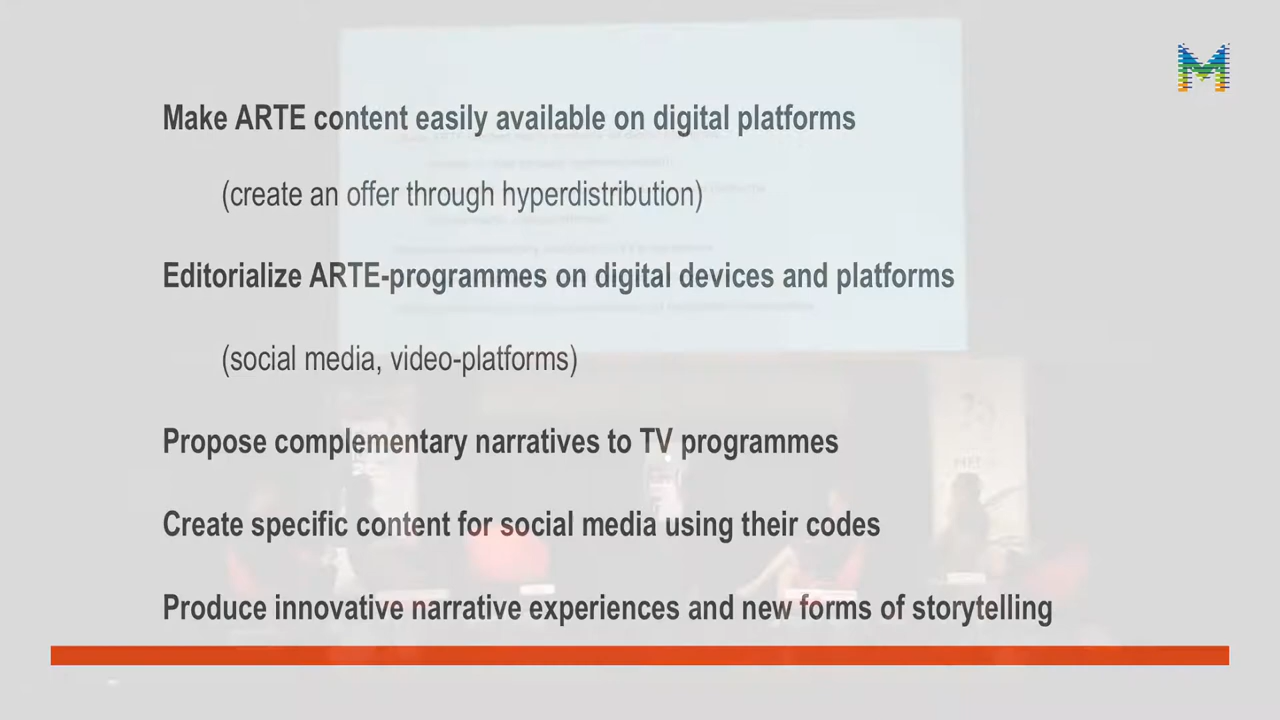 Make ARTE content easily available on digital platforms
(create an offer through hyperdistribution)
Editorialize ARTE-programmes on digital devices and platforms
(social media, video-platforms)
Propose complementary narratives to TV programmes
Create specific content for social media using their codes
Produce innovative narrative experiences and new forms of storytelling
M